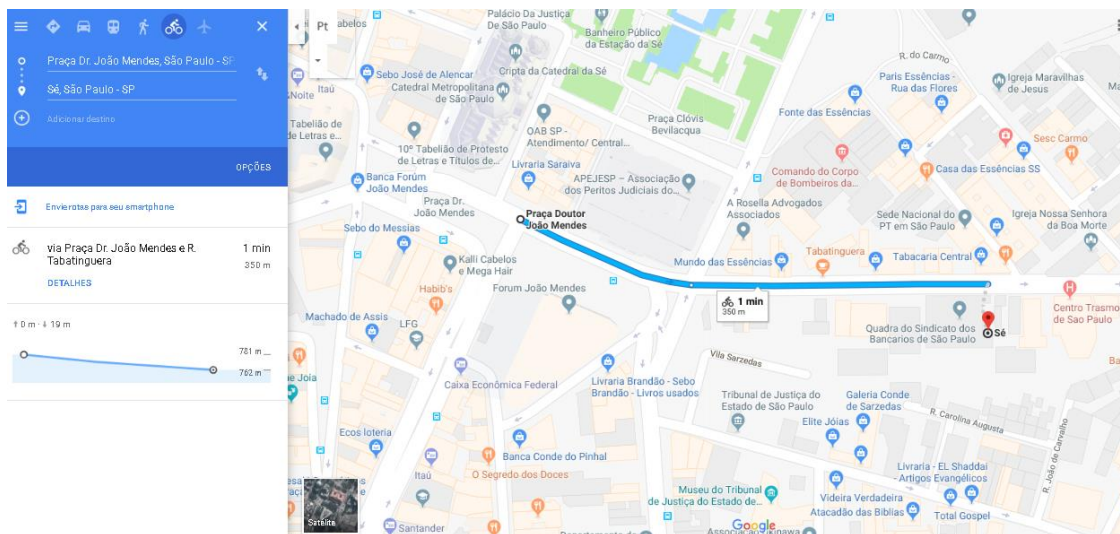 Praça Dr. João Mendes, São Paulo - SP
Sé, São Paulo - SP
Adicionar destino
OPÇÕES
Envie rotas para seu smartphone
via Praça Dr. João Mendes e R.
Tabatinguera
1 min
350 m
DETALHES
↑ 0 m · ↓ 19 m
781 m
762 m
Pt
Palácio Da Justiça
De São Paulo
Banheiro Público
da Estação da Sé
R. do Carmo
Itaú
Sebo José de Alencar
Cripta da Catedral da Sé
Catedral Metropolitana
de São Paulo
Paris Essências -
Rua das Flores
Igreja Maravilhas
de Jesus
Fonte das Essências
Praça Clóvis
Bevilacqua
Tabelião de
de Letras e...
OAB SP -
Atendimento/ Central...
10º Tabelião de Protesto
de Letras e Títulos de...
Livraria Saraiva
Sesc Carmo
Casa das Essências SS
Comando do Corpo
de Bombeiros da...
Banca Forúm
João Mendes
APEJESP – Associação
dos Peritos Judiciais do...
Praça Dr.
João Mendes
Praça Doutor
João Mendes
A Rosella Advogados
Associados
Sede Nacional do
PT em São Paulo
Igreja Nossa Senhora
da Boa Morte
Sebo do Messias
Tabatinguera
Tabacaria Central
Mundo das Essências
Kalli Cabelos
e Mega Hair
Habib's
Forum João Mendes
1 min
350 m
Centro Trasmo
de Sao Paulo
Machado de Assis
LFG
Quadra do Sindicato dos
Bancarios de São Paulo
Sé
Vila Sarzedas
Joia
Caixa Econômica Federal
Livraria Brandão - Sebo
Brandão - Livros usados
Tribunal de Justiça do
Estado de São Paulo
Galeria Conde
de Sarzedas
R. Carolina Augusta
Elite Jóias
Ecos loteria
Banca Conde do Pinhal
R. João de Carvalho
Itaú
O Segredo dos Doces
Livraria - EL Shaddai
- Artigos Evangélicos
Museu do Tribunal
de Justiça do Estado de...
Videira Verdadeira
Atacadão das Bíblias
Total Gospel
Satélite
Santander
Google